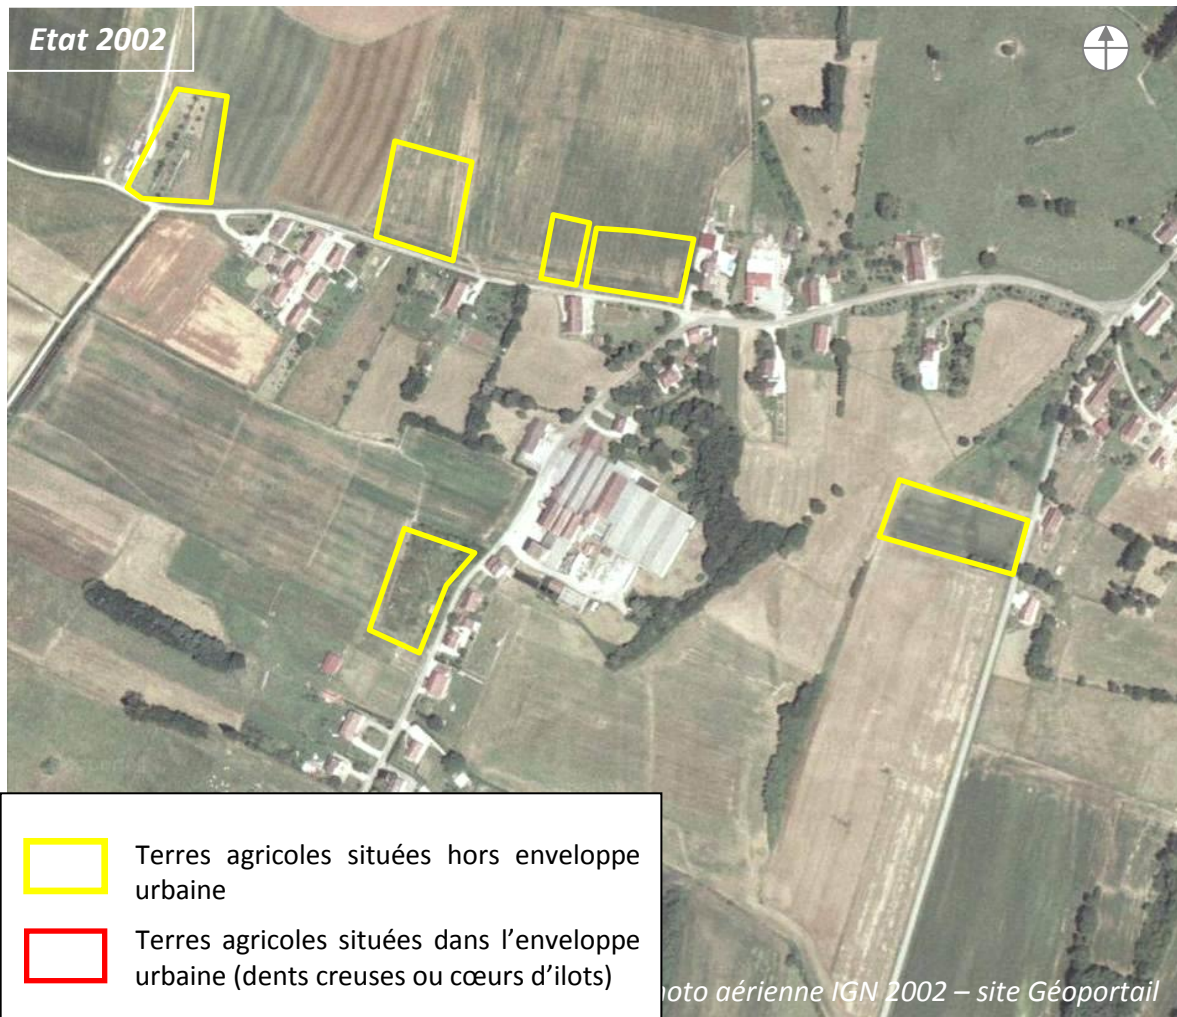 Etat 2002
Terres agricoles situées hors enveloppe
urbaine
Terres agricoles situées dans l’enveloppe
urbaine (dents creuses ou cœurs d’ilots)
aérienne IGN 2002 – site Géoportail